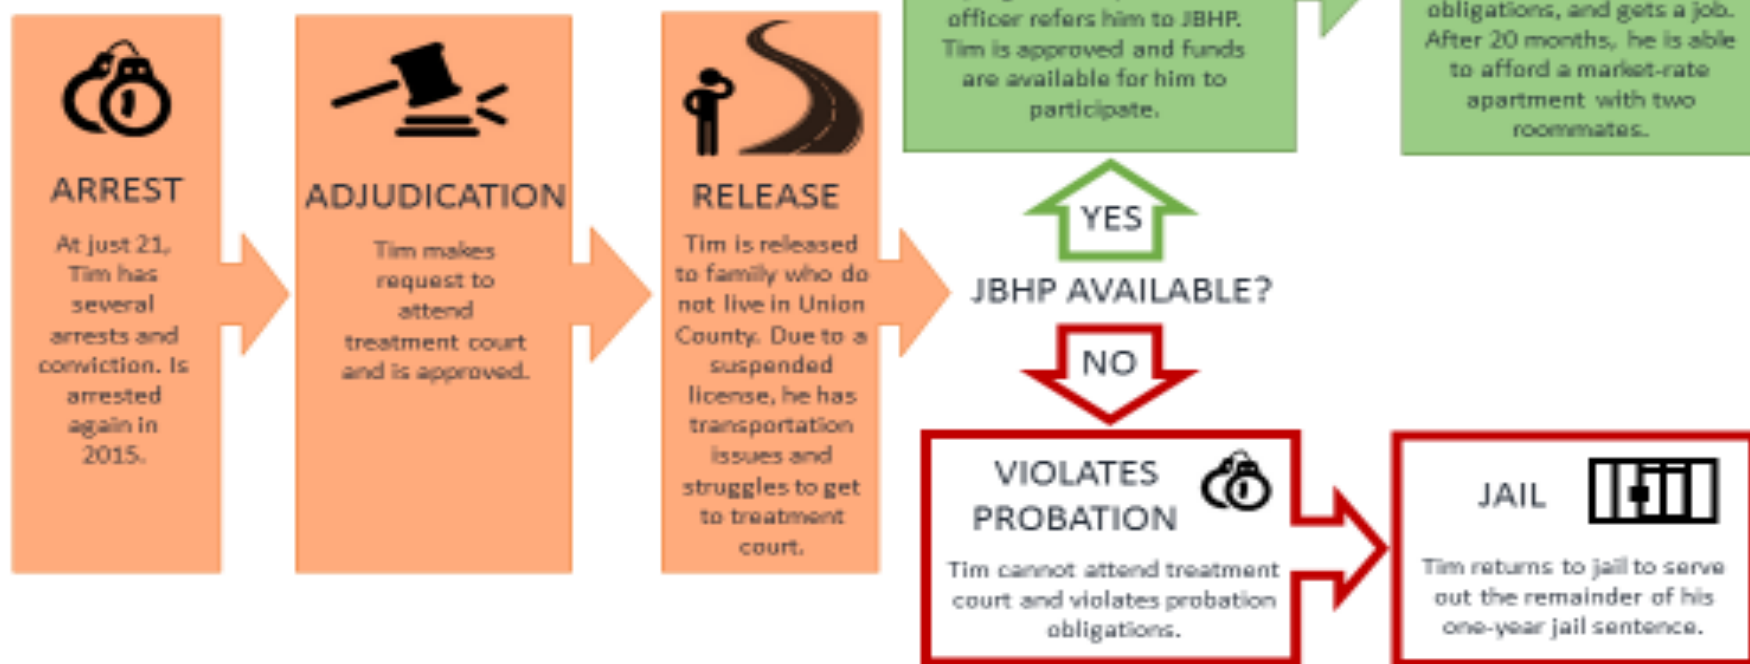 ARREST
At just 21,
Tim has
several
arrests and
conviction. Is
arrested
again in
2015.
ADJUDICATION
Tim makes
request to
attend
treatment court
and is approved.
RELEASE
Tim is released
to family who do
not live in Union
County. Due to a
suspended
license, he has
transportation
issues and
struggles to get
to treatment
court.
officer refers him to JBHP.
Tim is approved and funds
are available for him to
participate.
obligations, and gets a job.
After 20 months, he is able
to afford a market-rate
apartment with two
roommates.
YES
JBHP AVAILABLE?
NO
VIOLATES
PROBATION
Tim cannot attend treatment
court and violates probation
obligations.
JAIL
Tim returns to jail to serve
out the remainder of his
one-year jail sentence.